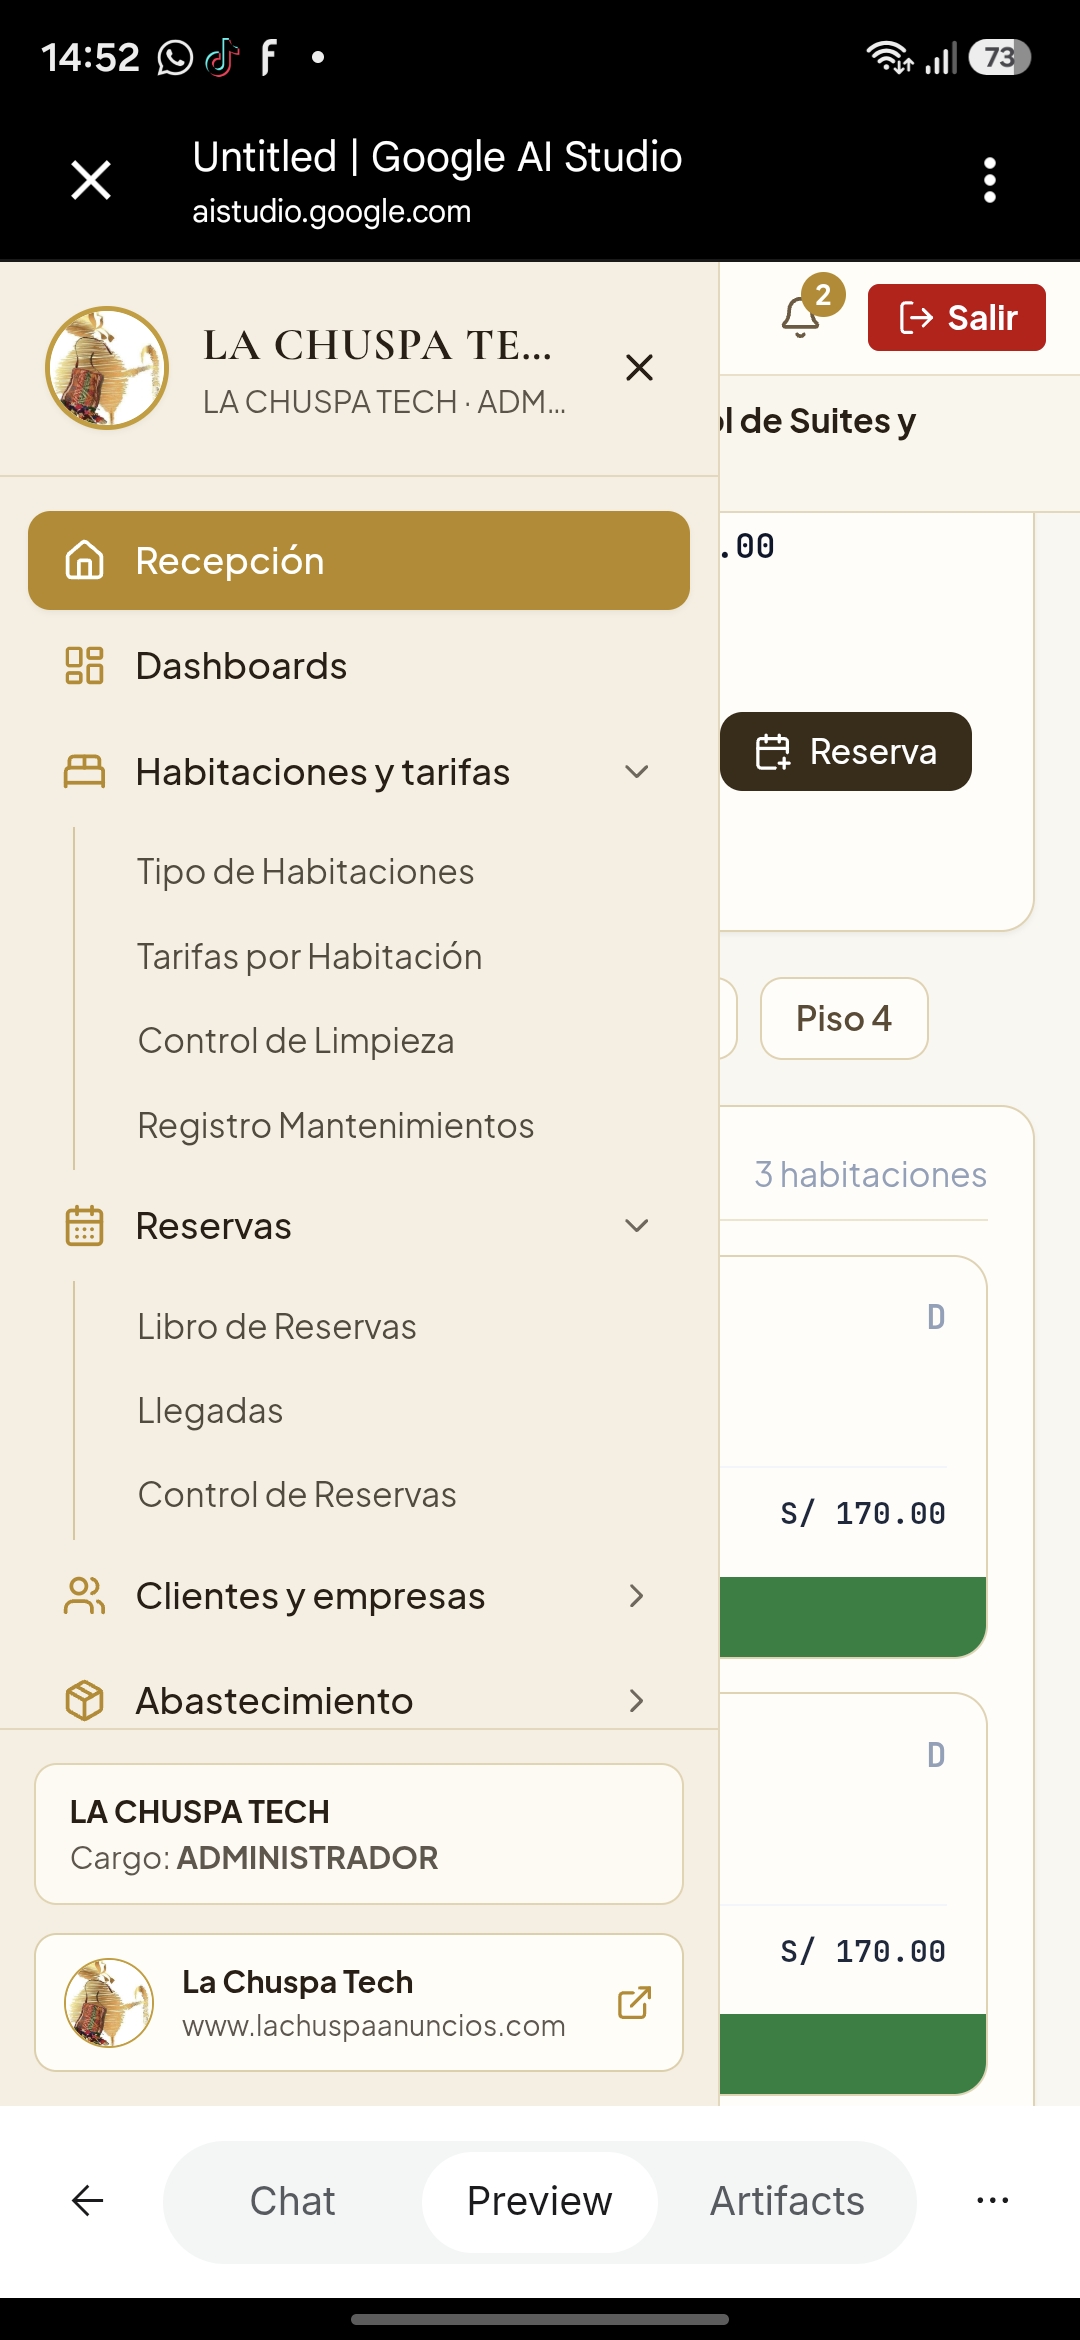 14:52
73
Untitled | Google AI Studio
aistudio.google.com
LA CHUSPA TE...
LA CHUSPA TECH · ADM...
2
Salir
l de Suites y
.00
Recepción
Dashboards
Habitaciones y tarifas
Reserva
Tipo de Habitaciones
Tarifas por Habitación
Control de Limpieza
Piso 4
Registro Mantenimientos
3 habitaciones
Reservas
Libro de Reservas
D
Llegadas
Control de Reservas
S/ 170.00
Clientes y empresas
Abastecimiento
D
LA CHUSPA TECH
Cargo: ADMINISTRADOR
S/ 170.00
La Chuspa Tech
www.lachuspaanuncios.com
Chat
Preview
Artifacts